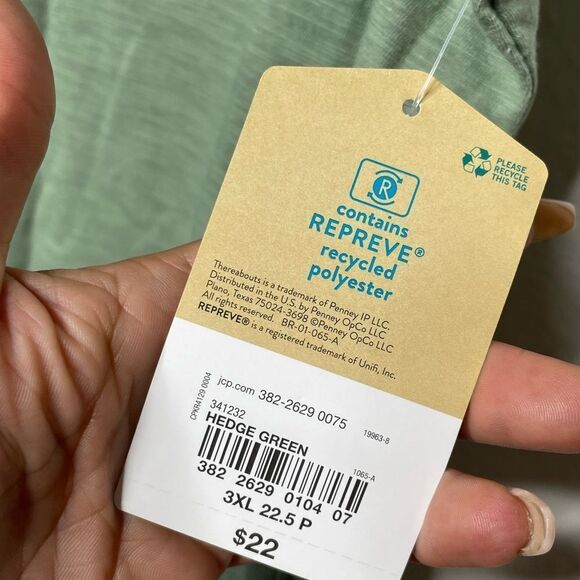 PLEASE
RECYCLE
THIS TAG
R
contains
REPREVE®
recycled
polyester
Thereabouts is a trademark of Penney IP LLC.
Distributed in the U.S. by Penney OpCo LLC
Plano, Texas 75024-3698 ©Penney OpCo LLC
All rights reserved. BR-01-065-A
REPREVE® is a registered trademark of Unifi, Inc.
CPKR4129 0004
jcp.com 382-2629 0075
19963-8
341232
HEDGE GREEN
1065-A
382 2629 0104 07
3XL 22.5 P
$22